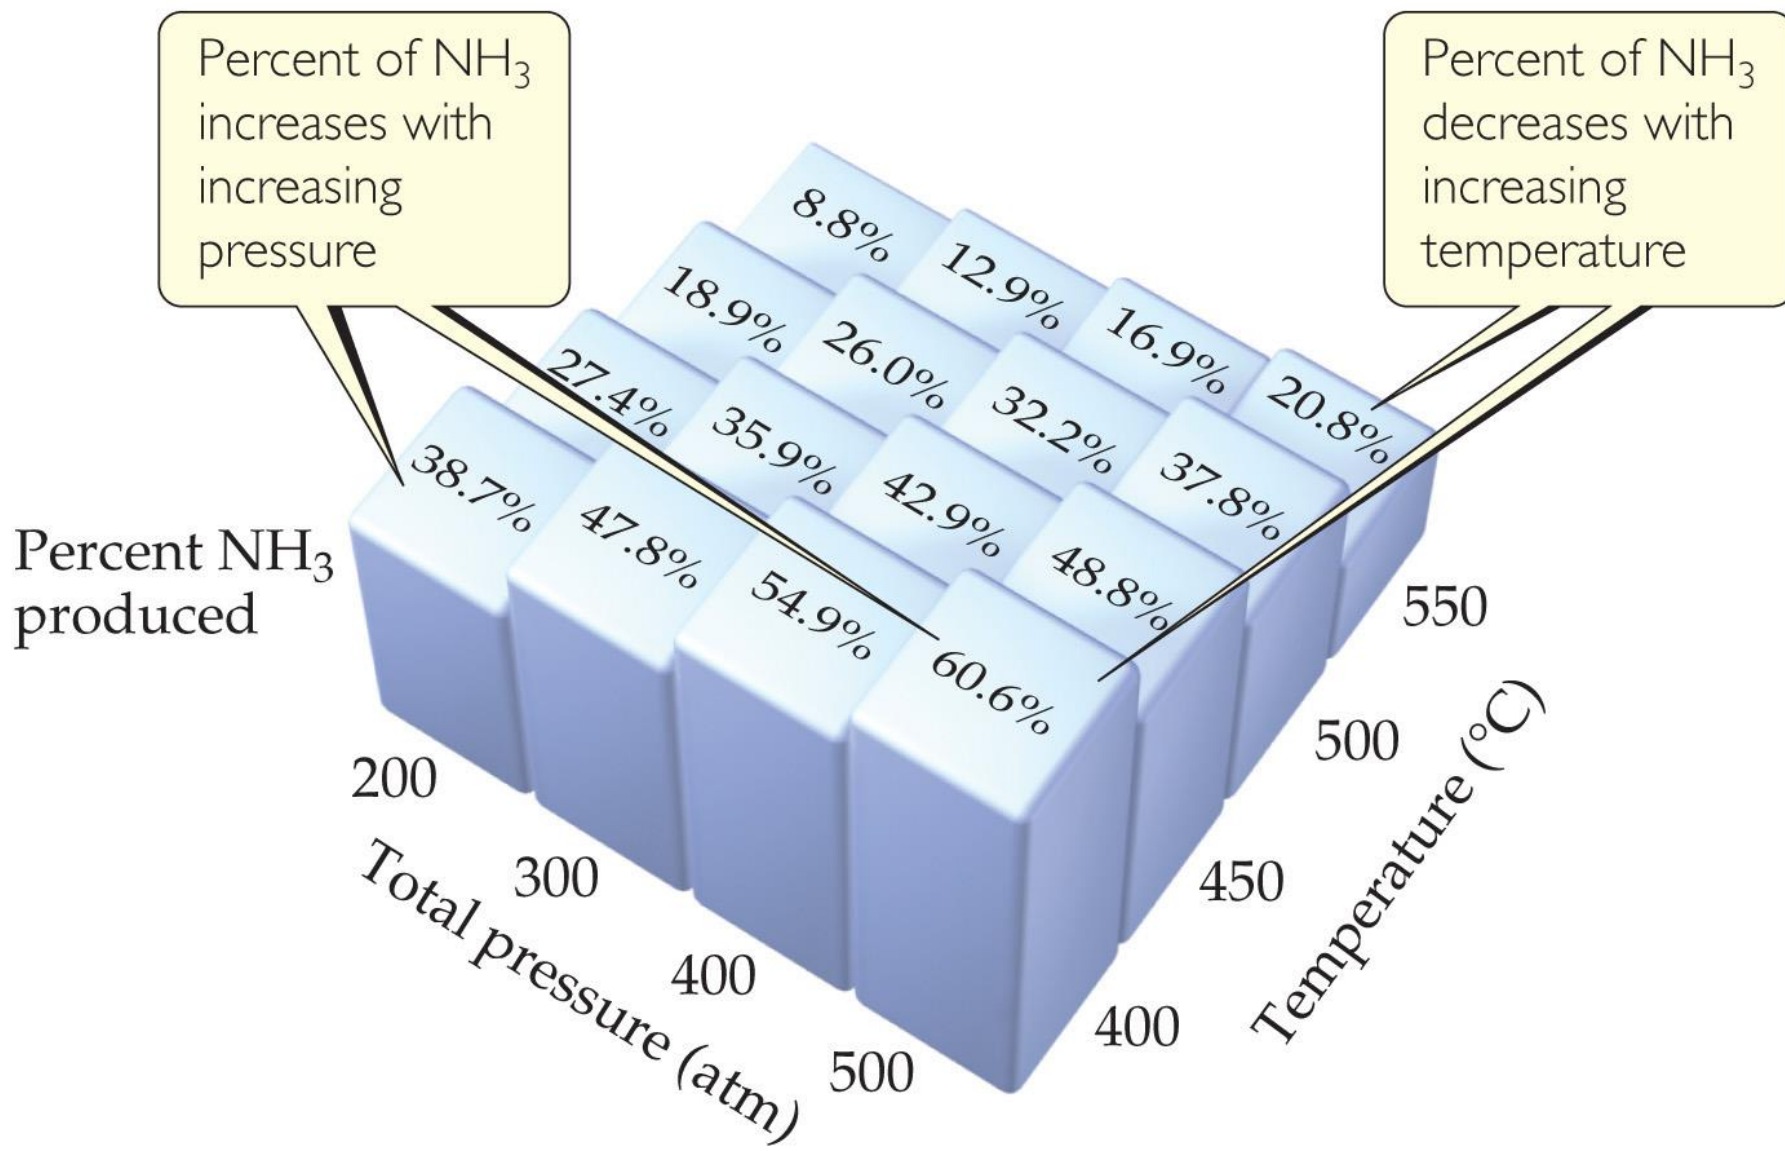 Percent of NH₃
increases with
increasing
pressure
Percent of NH₃
decreases with
increasing
temperature
8.8%
12.9%
16.9%
20.8%
18.9%
26.0%
32.2%
37.8%
27.4%
35.9%
42.9%
48.8%
38.7%
47.8%
54.9%
60.6%
Percent NH₃
produced
200
300
400
500
Total pressure (atm)
400
450
500
550
Temperature (°C)